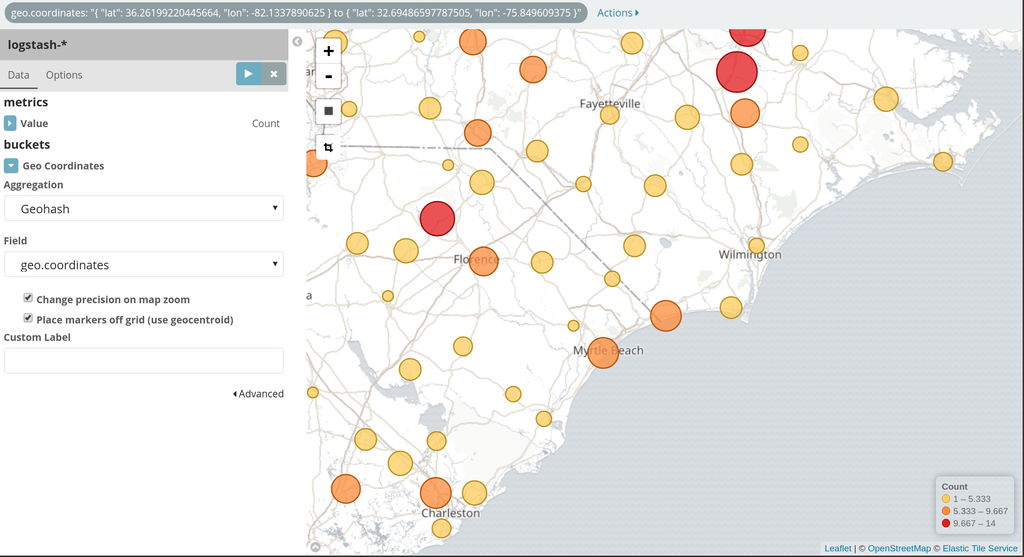 geo.coordinates: "{ "lat": 36.26199220445664, "lon": -82.1337890625 } to { "lat": 32.69486597787505, "lon": -75.849609375 }"
Actions
logstash-*
Data Options
metrics
Value Count
buckets
Geo Coordinates
Aggregation
Geohash
Field
geo.coordinates
Change precision on map zoom
Place markers off grid (use geocentroid)
Custom Label
Advanced
+
-
Fayetteville
Florence
Wilmington
Myrtle Beach
Charleston
Count
1 – 5.333
5.333 – 9.667
9.667 – 14
Leaflet | © OpenStreetMap © Elastic Tile Service